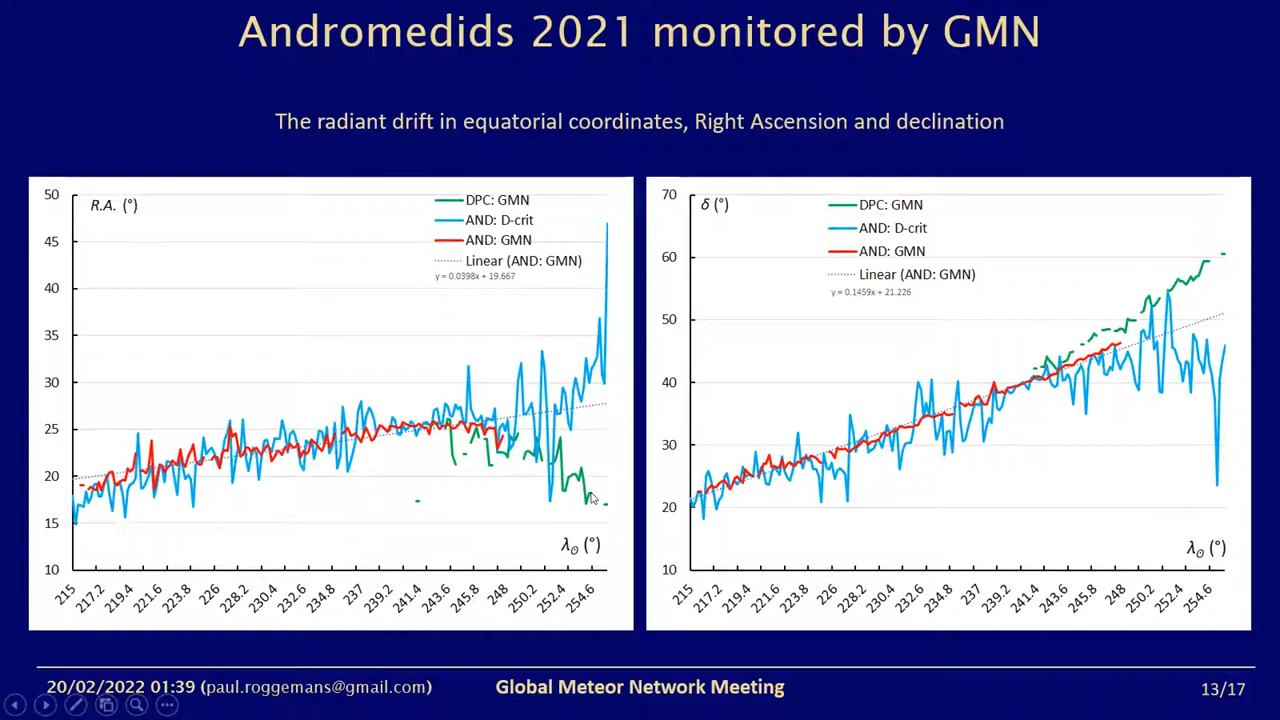 Andromedids 2021 monitored by GMN
The radiant drift in equatorial coordinates, Right Ascension and declination
R.A. (°)
DPC: GMN
AND: D-crit
AND: GMN
Linear (AND: GMN)
y = 0.0398x + 19.667
50
45
40
35
30
25
20
15
10
λ⊙ (°)
215 217.2 219.4 221.6 223.8 226 228.2 230.4 232.6 234.8 237 239.2 241.4 243.6 245.8 248 250.2 252.4 254.6
δ (°)
DPC: GMN
AND: D-crit
AND: GMN
Linear (AND: GMN)
y = 0.1459x + 21.226
70
60
50
40
30
20
10
λ⊙ (°)
215 217.2 219.4 221.6 223.8 226 228.2 230.4 232.6 234.8 237 239.2 241.4 243.6 245.8 248 250.2 252.4 254.6
20/02/2022 01:39 (paul.roggemans@gmail.com)
Global Meteor Network Meeting
13/17